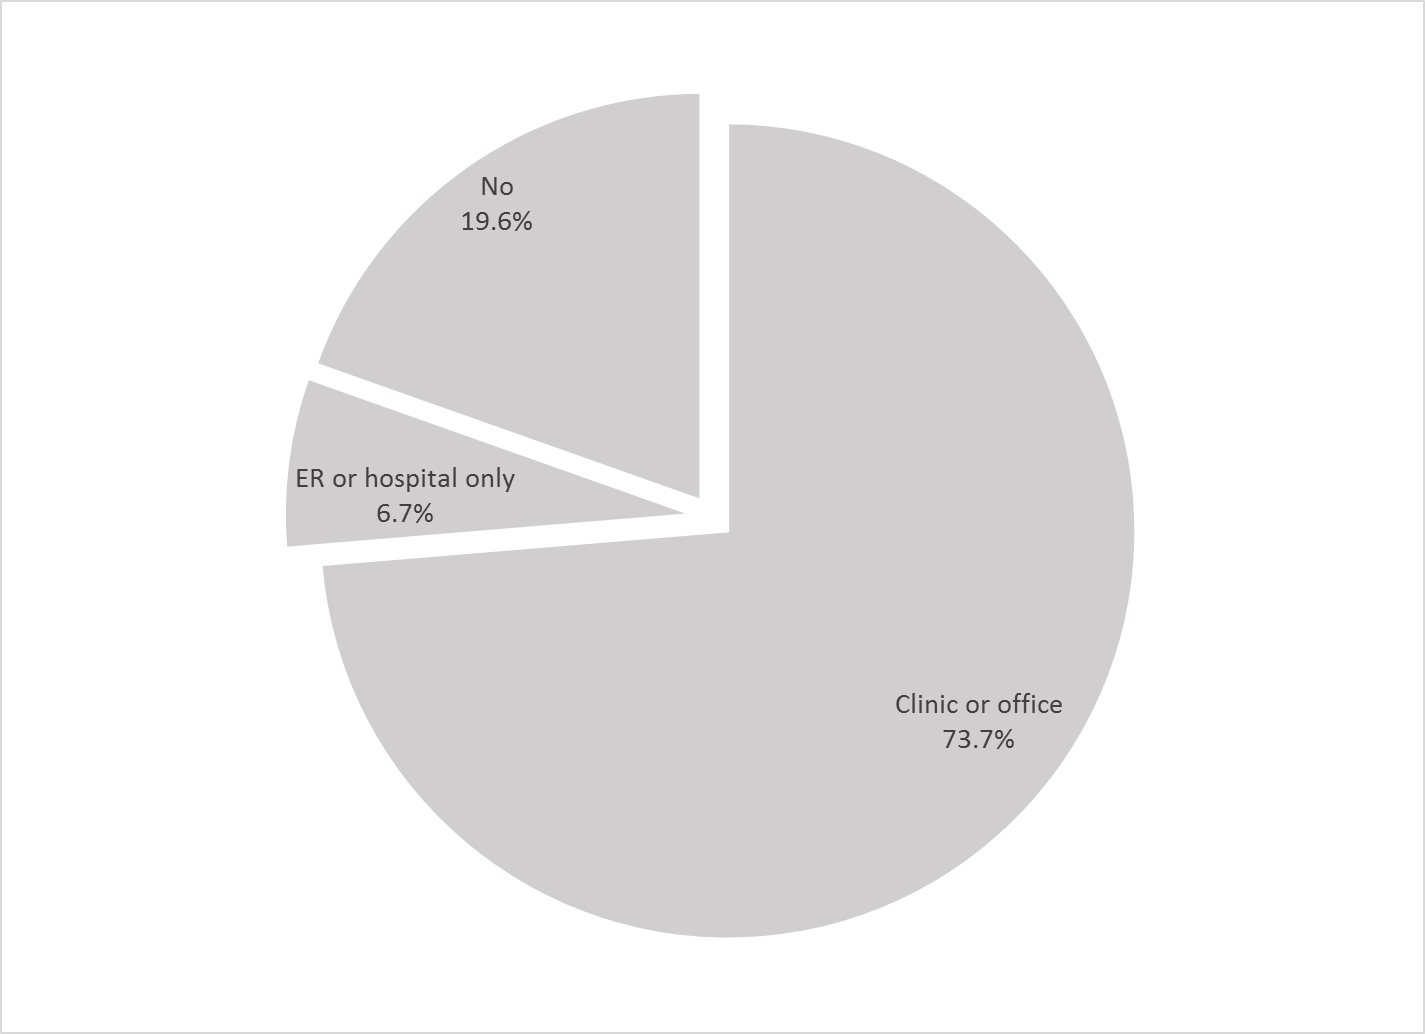 No
19.6%
ER or hospital only
6.7%
Clinic or office
73.7%